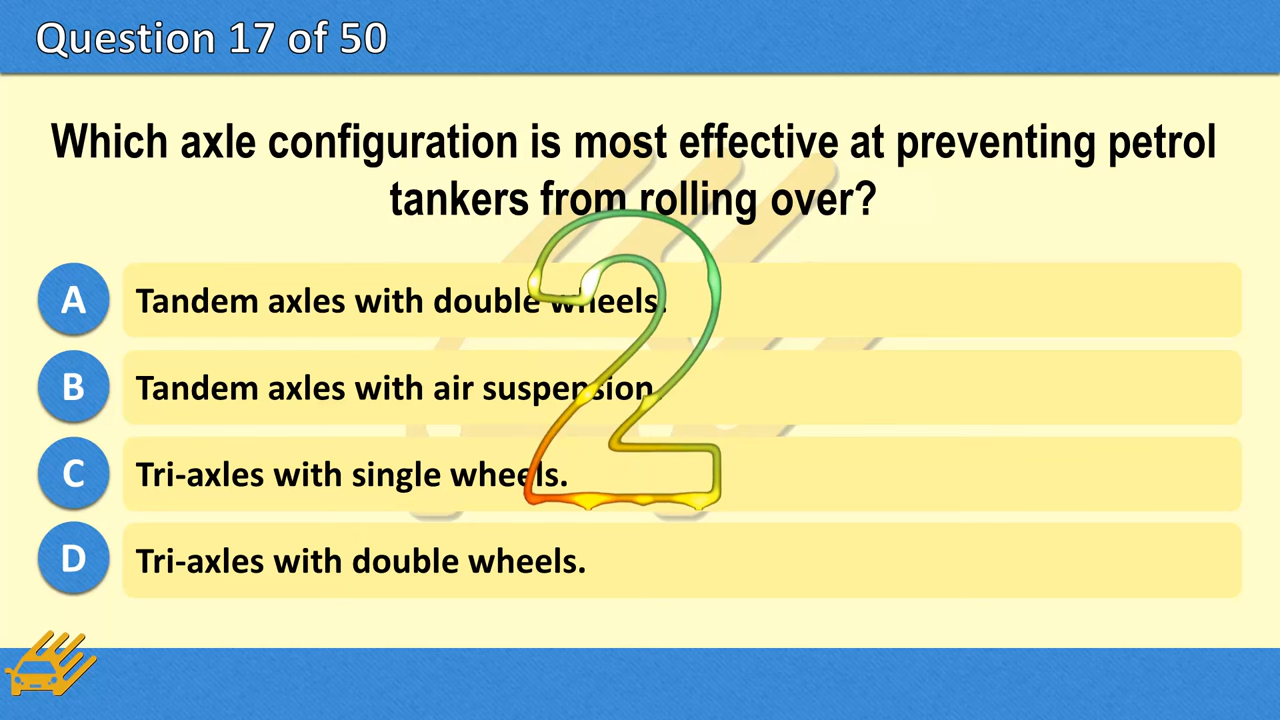 Question 17 of 50
Which axle configuration is most effective at preventing petrol
tankers from rolling over?
A Tandem axles with double wheels.
B Tandem axles with air suspension.
C Tri-axles with single wheels.
D Tri-axles with double wheels.
2